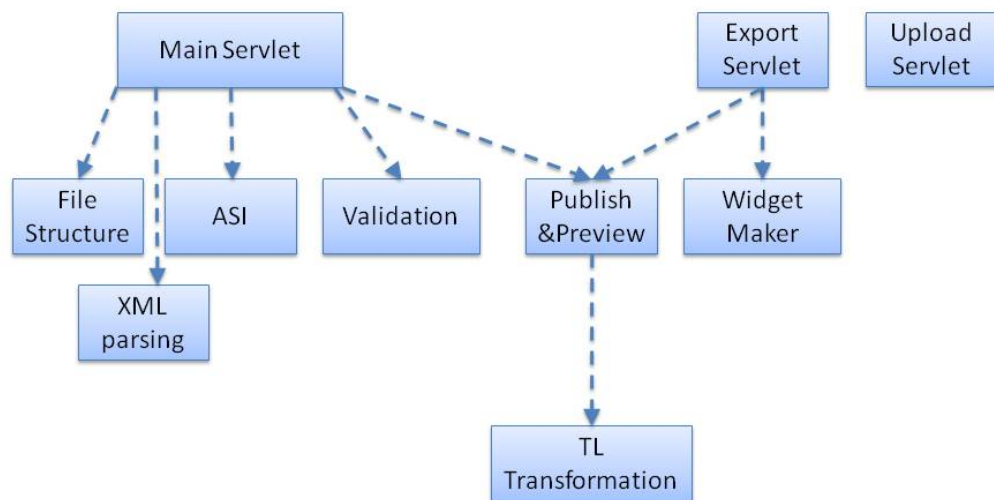 Main Servlet
Export
Servlet
Upload
Servlet
File
Structure
ASI
Validation
Publish
&Preview
Widget
Maker
XML
parsing
TL
Transformation